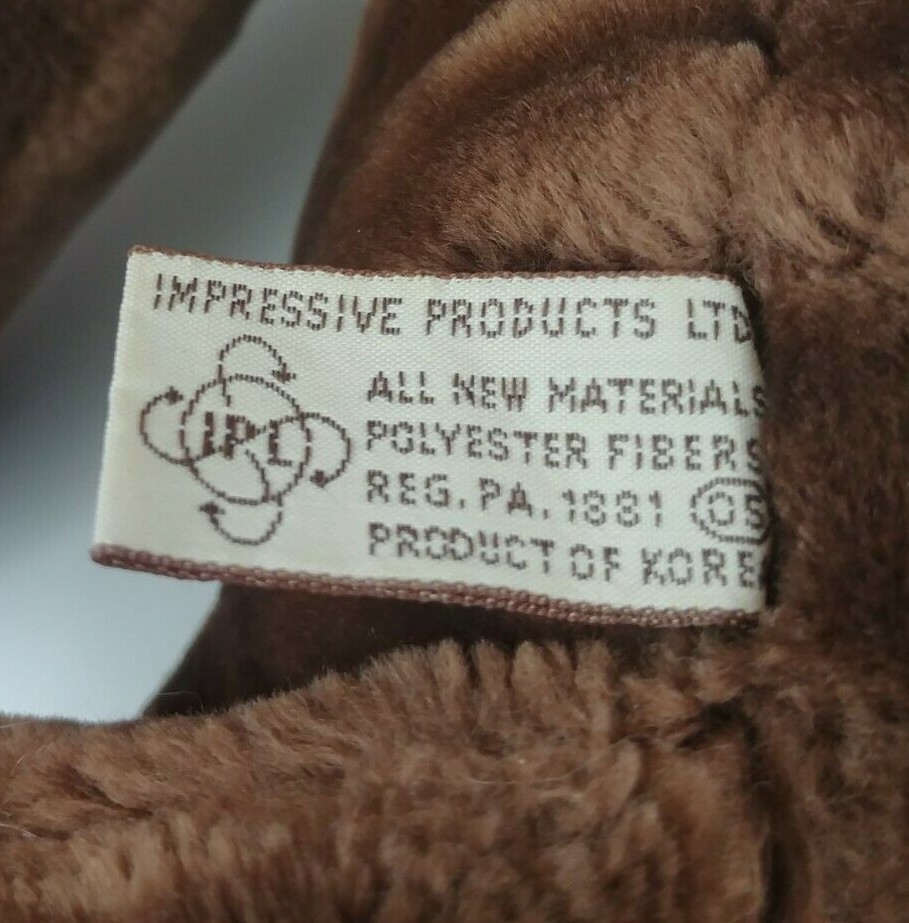 IMPRESSIVE PRODUCTS LTD
IPL
ALL NEW MATERIALS
POLYESTER FIBERS
REG. PA. 1881 05
PRODUCT OF KORE